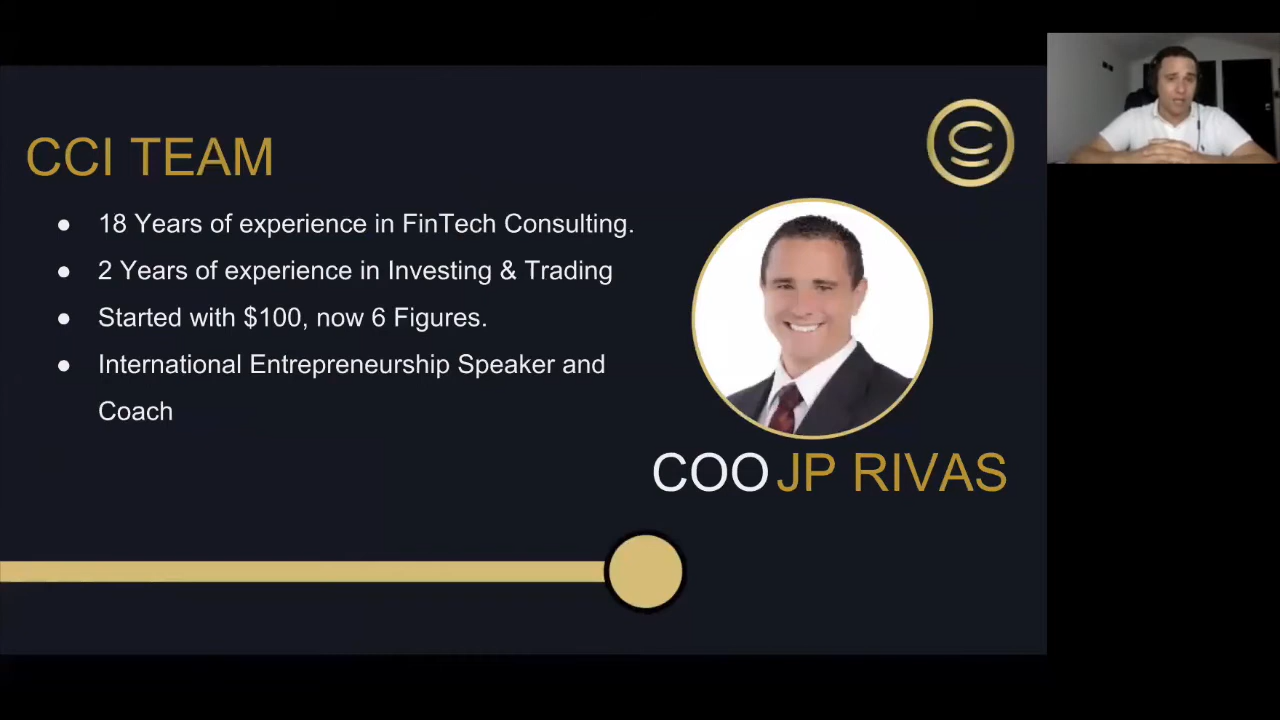 CCI TEAM
● 18 Years of experience in FinTech Consulting.
● 2 Years of experience in Investing & Trading
● Started with $100, now 6 Figures.
● International Entrepreneurship Speaker and
Coach
COO JP RIVAS